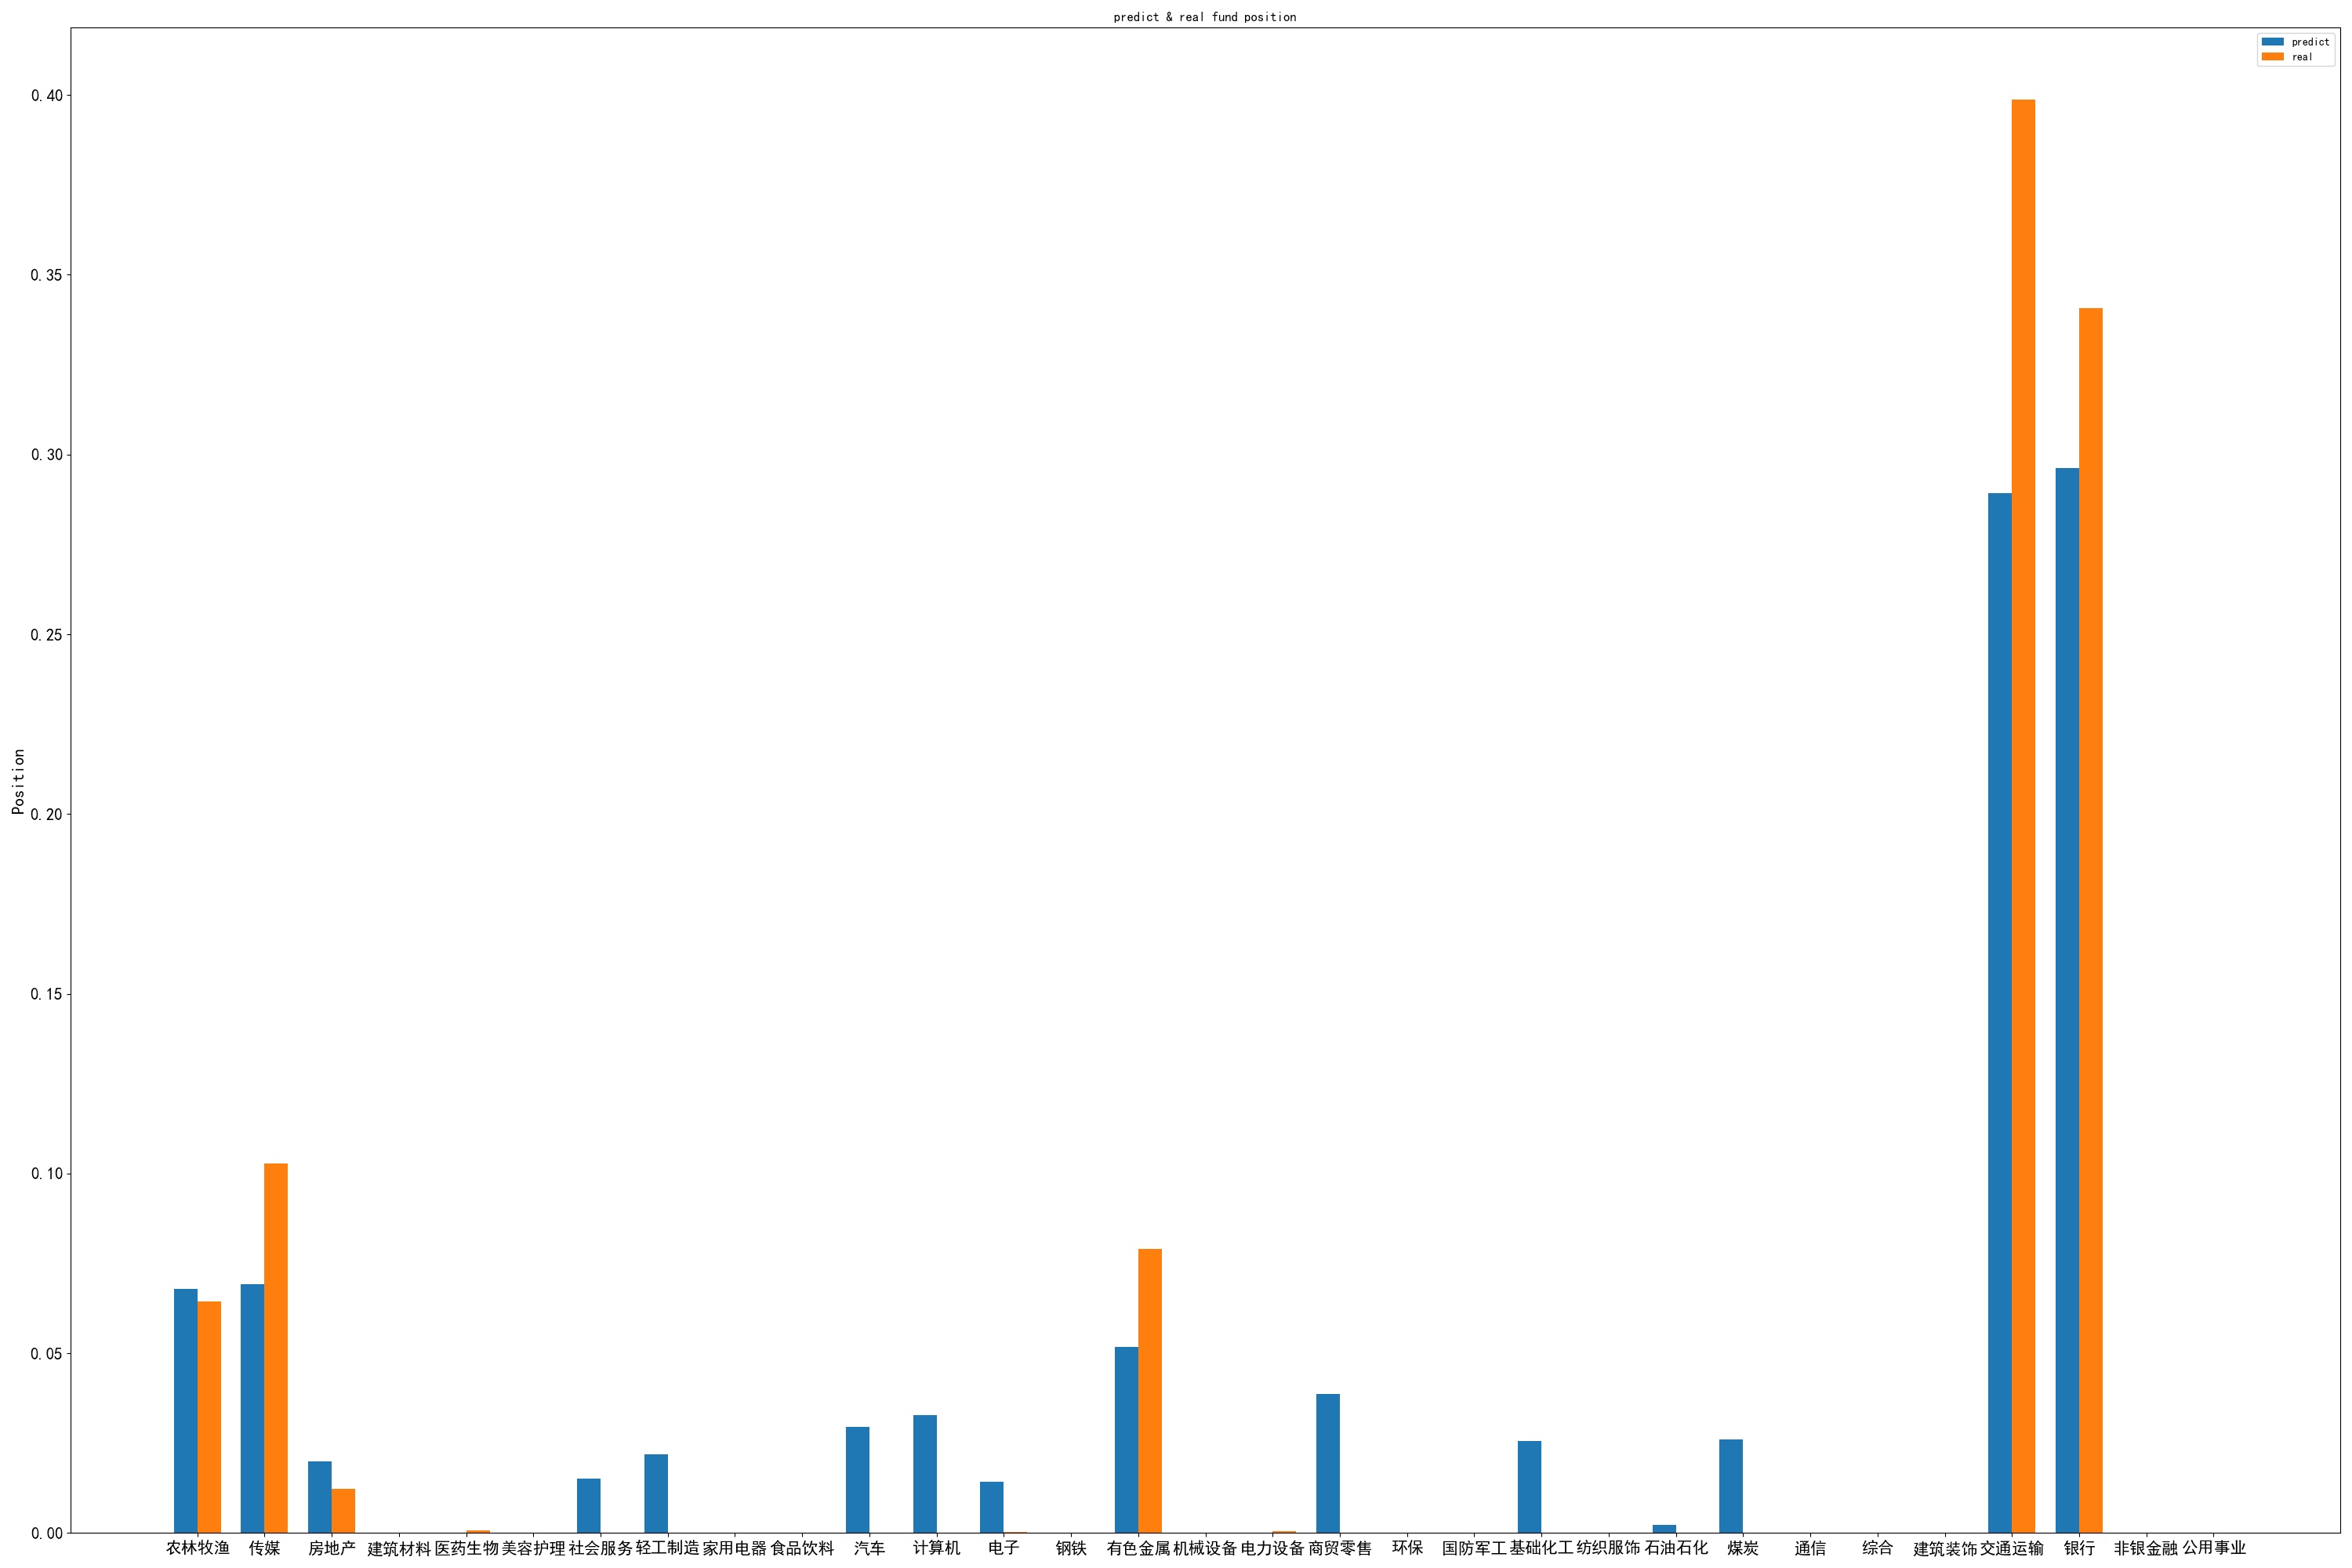 predict & real fund position
predict
real
0.40
0.35
0.30
0.25
0.20
0.15
0.10
0.05
0.00
Position
农林牧渔 传媒 房地产 建筑材料 医药生物 美容护理 社会服务 轻工制造 家用电器 食品饮料 汽车 计算机 电子 钢铁 有色金属 机械设备 电力设备 商贸零售 环保 国防军工 基础化工 纺织服饰 石油石化 煤炭 通信 综合 建筑装饰 交通运输 银行 非银金融 公用事业